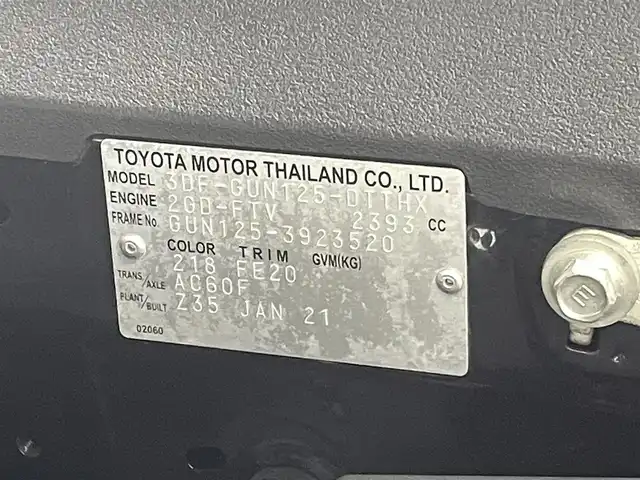 TOYOTA MOTOR THAILAND CO., LTD.
MODEL 3DF-GUN125-DTTHX
ENGINE 2GD-FTV 2393 CC
FRAME No. GUN125-3923520
COLOR TRIM GVM(KG)
218 FE20
TRANS/AXLE AC60F
PLANT/BUILT Z35 JAN 21
02060